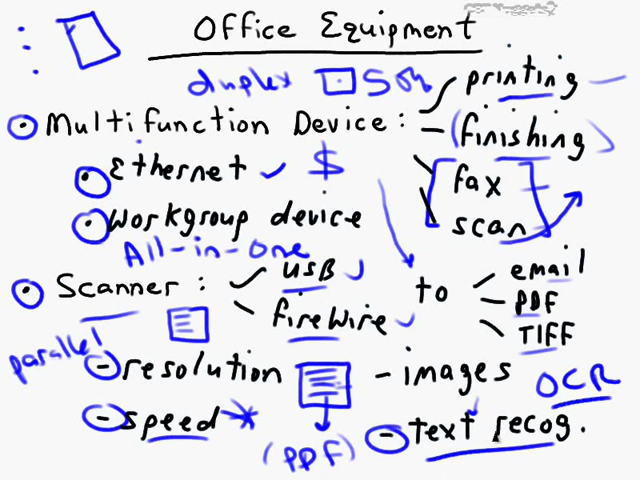 Office Equipment
duplex 50
printing
Multifunction Device:
(finishing)
Ethernet $
fax
Workgroup device
scan
All-in-One
Scanner: USB to email
firewire PDF
TIFF
parallel
- resolution - images OCR
- speed
(PDF) - text recog.